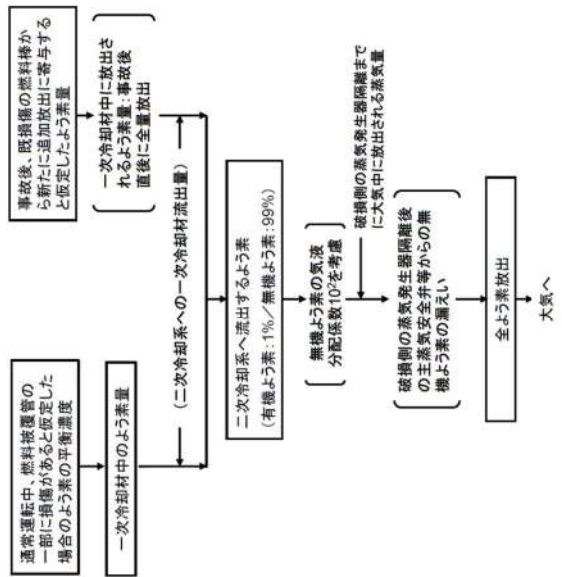 通常運転中、燃料被覆管の
一部に損傷があると仮定した
場合のよう素の平衡濃度
一次冷却材中のよう素量
事故後、既損傷の燃料棒か
ら新たに追加放出に寄与する
と仮定したよう素量
一次冷却材中に放出さ
れるよう素量:事故後
直後に全量放出
(二次冷却系への一次冷却材流出量)
二次冷却系へ流出するよう素
(有機よう素:1%/無機よう素:99%)
無機よう素の気液
分配係数10²を考慮
破損側の蒸気発生器隔離まで
に大気中に放出される蒸気量
破損側の蒸気発生器隔離後
の主蒸気安全弁等からの無
機よう素の漏えい
全よう素放出
大気へ